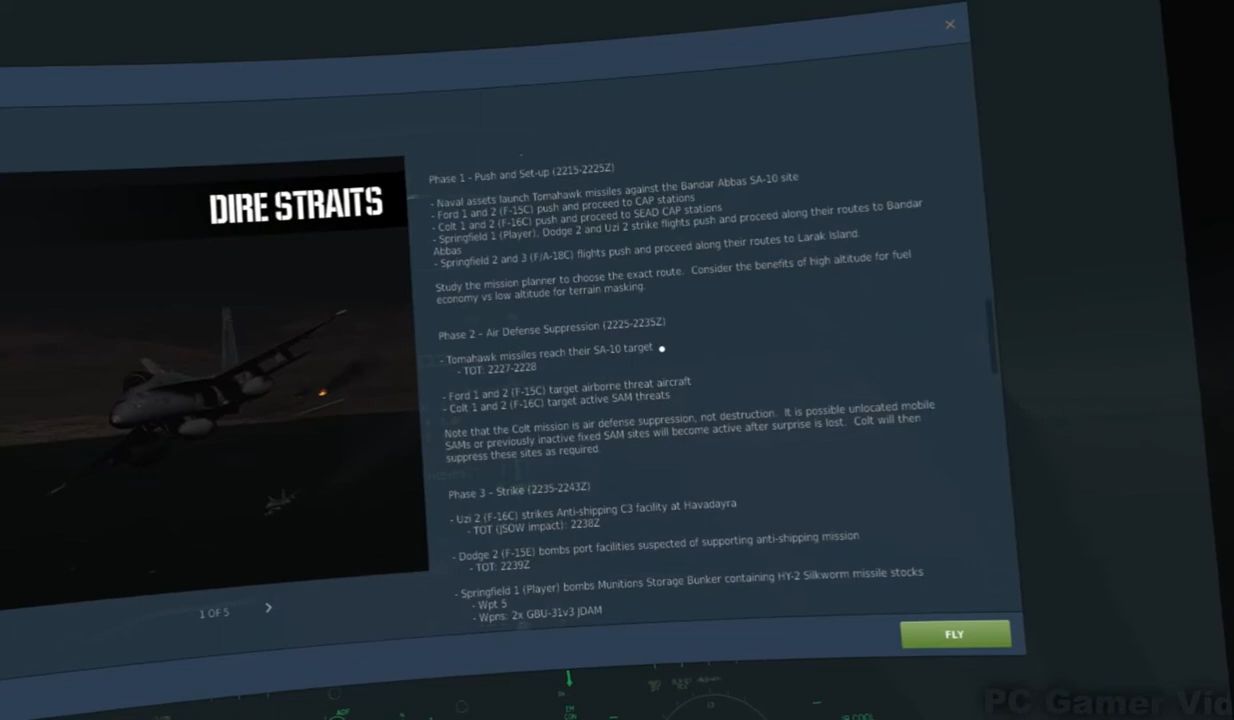 ×
DIRE STRAITS
Phase 1 - Push and Set-up (2215-2225Z)
- Naval assets launch Tomahawk missiles against the Bandar Abbas SA-10 site
- Ford 1 and 2 (F-15C) push and proceed to CAP stations
- Colt 1 and 2 (F-16C) push and proceed to SEAD CAP stations
- Springfield 1 (Player), Dodge 2 and Uzi 2 strike flights push and proceed along their routes to Bandar
Abbas
- Springfield 2 and 3 (F/A-18C) flights push and proceed along their routes to Larak Island.
Study the mission planner to choose the exact route. Consider the benefits of high altitude for fuel
economy vs low altitude for terrain masking.
Phase 2 – Air Defense Suppression (2225-2235Z)
- Tomahawk missiles reach their SA-10 target
- TOT: 2227-2228
- Ford 1 and 2 (F-15C) target airborne threat aircraft
- Colt 1 and 2 (F-16C) target active SAM threats
Note that the Colt mission is air defense suppression, not destruction. It is possible unlocated mobile
SAMs or previously inactive fixed SAM sites will become active after surprise is lost. Colt will then
suppress these sites as required.
Phase 3 – Strike (2235-2243Z)
- Uzi 2 (F-16C) strikes Anti-shipping C3 facility at Havadayra
- TOT (JSOW impact): 2238Z
- Dodge 2 (F-15E) bombs port facilities suspected of supporting anti-shipping mission
- TOT: 2239Z
- Springfield 1 (Player) bombs Munitions Storage Bunker containing HY-2 Silkworm missile stocks
- Wpt 5
- Wpns: 2x GBU-31v3 JDAM
1 OF 5
FLY
ADF
EM
CON
PC Gamer Vid